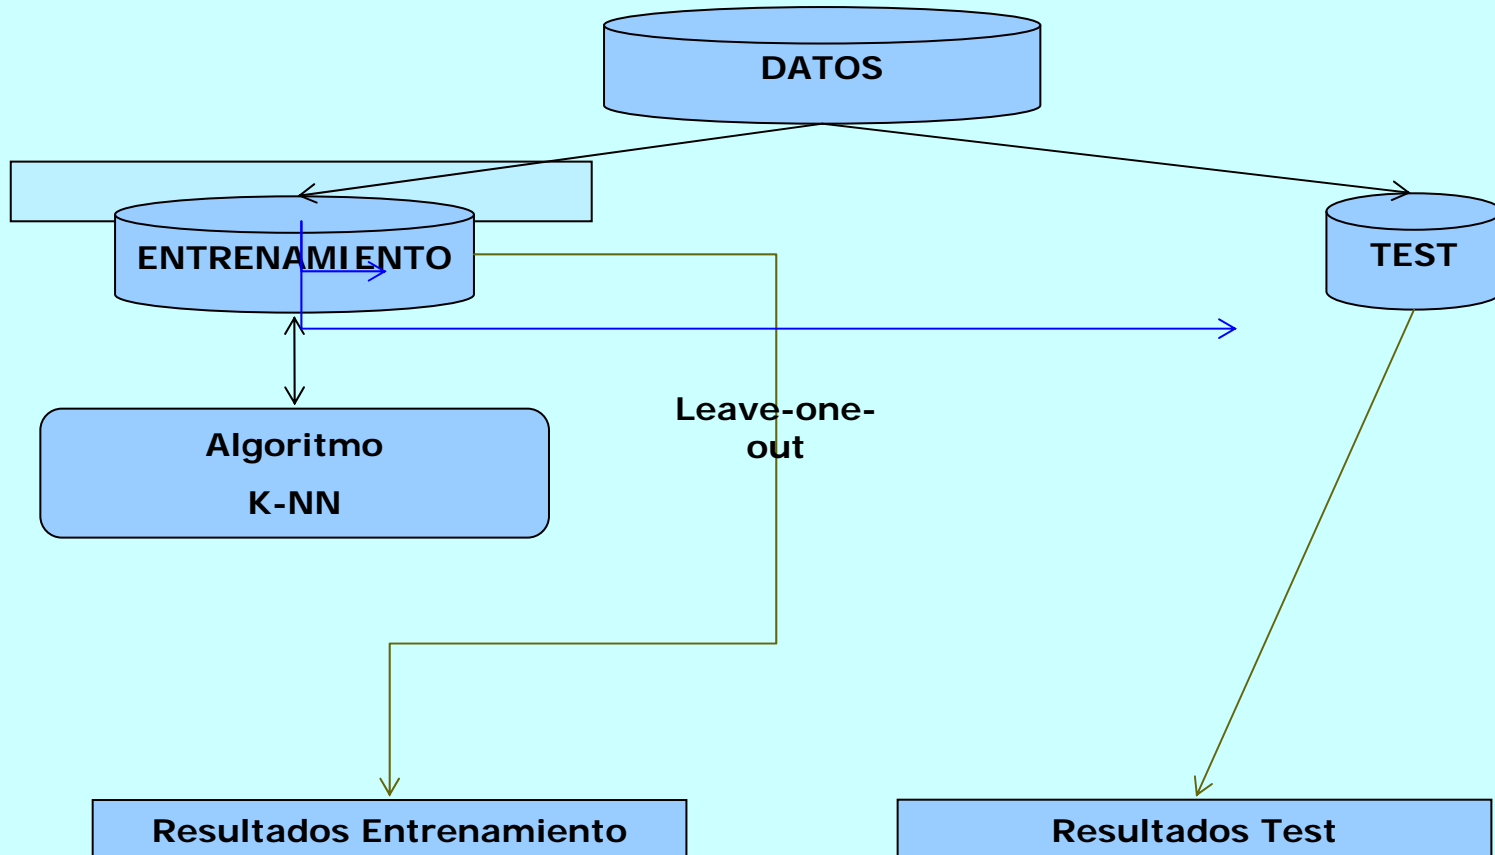 DATOS
ENTRENAMIENTO
TEST
Leave-one-
out
Algoritmo
K-NN
Resultados Entrenamiento
Resultados Test